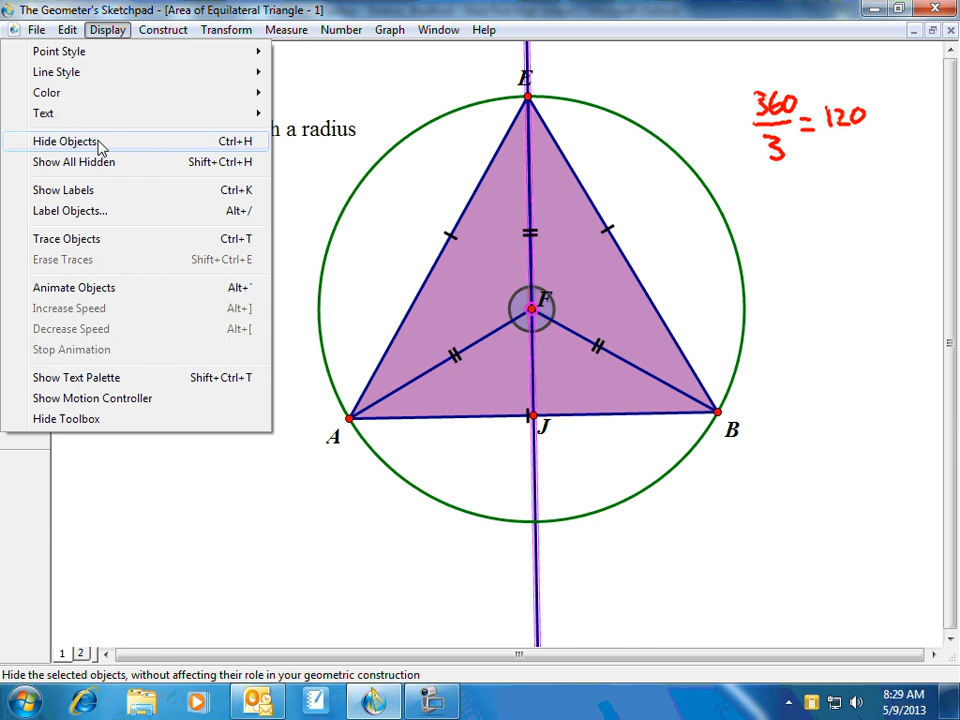 The Geometer's Sketchpad - [Area of Equilateral Triangle - 1]
File Edit Display Construct Transform Measure Number Graph Window Help
Point Style
Line Style
Color
Text
Hide Objects Ctrl+H
Show All Hidden Shift+Ctrl+H
Show Labels Ctrl+K
Label Objects... Alt+/
Trace Objects Ctrl+T
Erase Traces Shift+Ctrl+E
Animate Objects Alt+`
Increase Speed Alt+]
Decrease Speed Alt+[
Stop Animation
Show Text Palette Shift+Ctrl+T
Show Motion Controller
Hide Toolbox
h a radius
E
360
3
= 120
F
A
J
B
1 2
Hide the selected objects, without affecting their role in your geometric construction
8:29 AM
5/9/2013